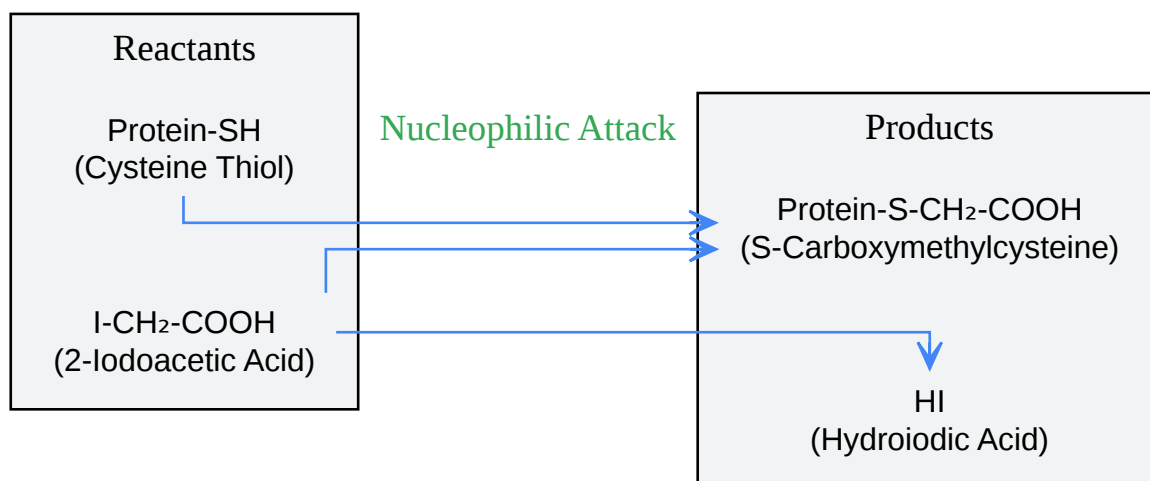 Reactants
Protein-SH
(Cysteine Thiol)
I-CH₂-COOH
(2-Iodoacetic Acid)
Nucleophilic Attack
Products
Protein-S-CH₂-COOH
(S-Carboxymethylcysteine)
HI
(Hydroiodic Acid)